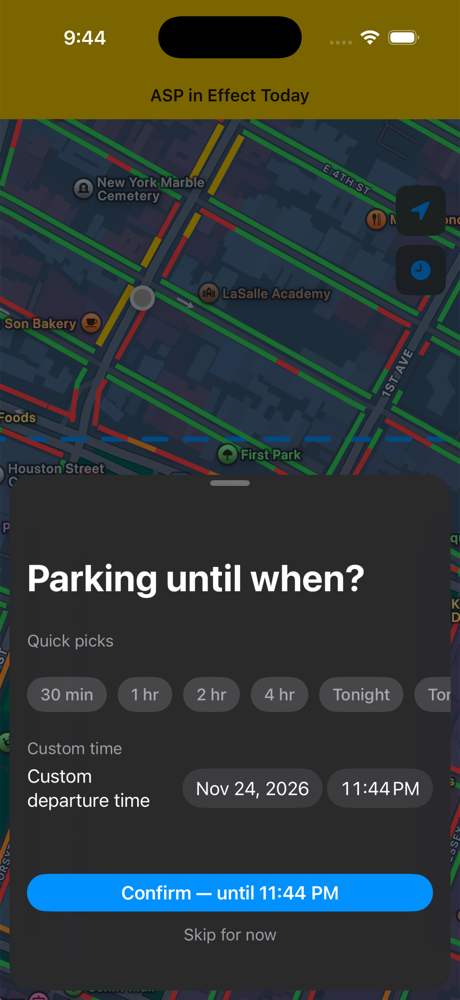 9:44
ASP in Effect Today
E 4TH ST
New York Marble
Cemetery
LaSalle Academy
Son Bakery
1ST AVE
Foods
First Park
Houston Street
Parking until when?
Quick picks
30 min
1 hr
2 hr
4 hr
Tonight
Custom time
Custom
departure time
Nov 24, 2026
11:44 PM
Confirm — until 11:44 PM
Skip for now